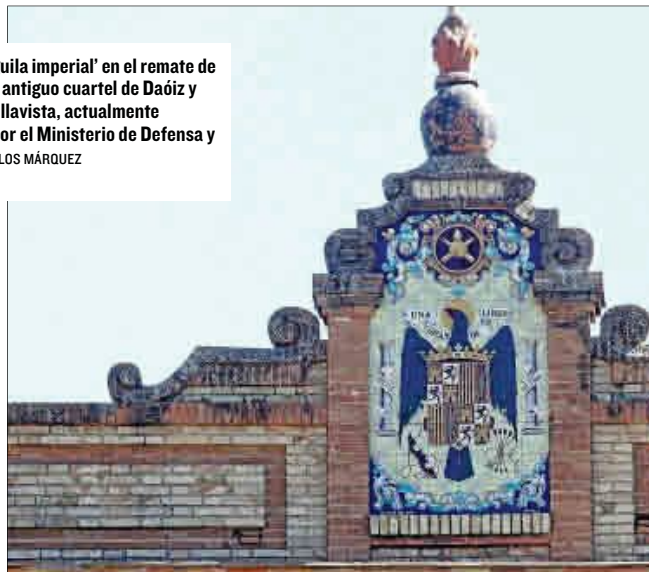 uila imperial’ en el remate de
antiguo cuartel de Daóiz y
llavista, actualmente
or el Ministerio de Defensa y
LOS MÁRQUEZ
UNA